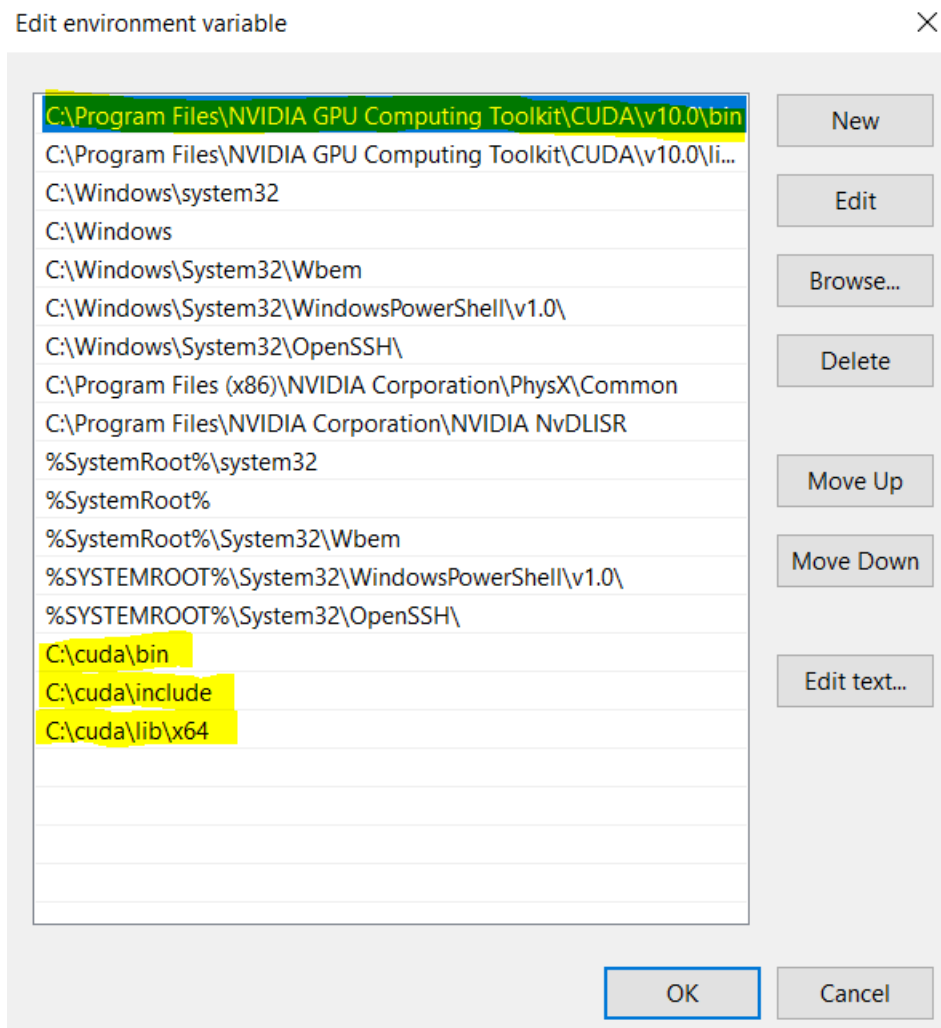 Edit environment variable
C:\Program Files\NVIDIA GPU Computing Toolkit\CUDA\v10.0\bin
C:\Program Files\NVIDIA GPU Computing Toolkit\CUDA\v10.0\li...
C:\Windows\system32
C:\Windows
C:\Windows\System32\Wbem
C:\Windows\System32\WindowsPowerShell\v1.0\
C:\Windows\System32\OpenSSH\
C:\Program Files (x86)\NVIDIA Corporation\PhysX\Common
C:\Program Files\NVIDIA Corporation\NVIDIA NvDLISR
%SystemRoot%\system32
%SystemRoot%
%SystemRoot%\System32\Wbem
%SYSTEMROOT%\System32\WindowsPowerShell\v1.0\
%SYSTEMROOT%\System32\OpenSSH\
C:\cuda\bin
C:\cuda\include
C:\cuda\lib\x64
New
Edit
Browse...
Delete
Move Up
Move Down
Edit text...
OK
Cancel